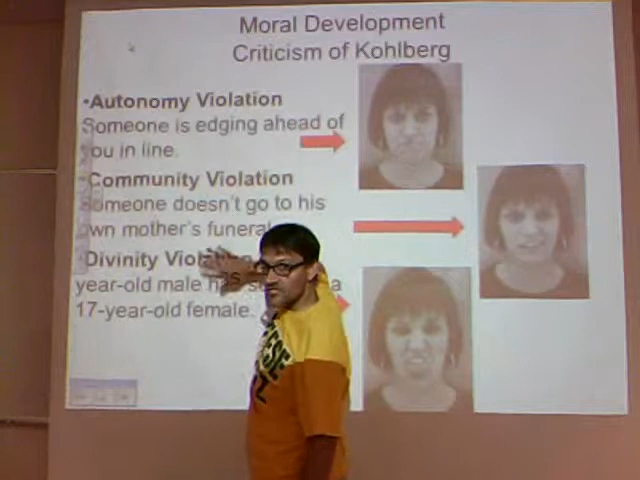 Moral Development
Criticism of Kohlberg
•Autonomy Violation
Someone is edging ahead of
you in line.
Community Violation
Someone doesn't go to his
own mother's funeral
Divinity
year-old male has a
17-year-old female.